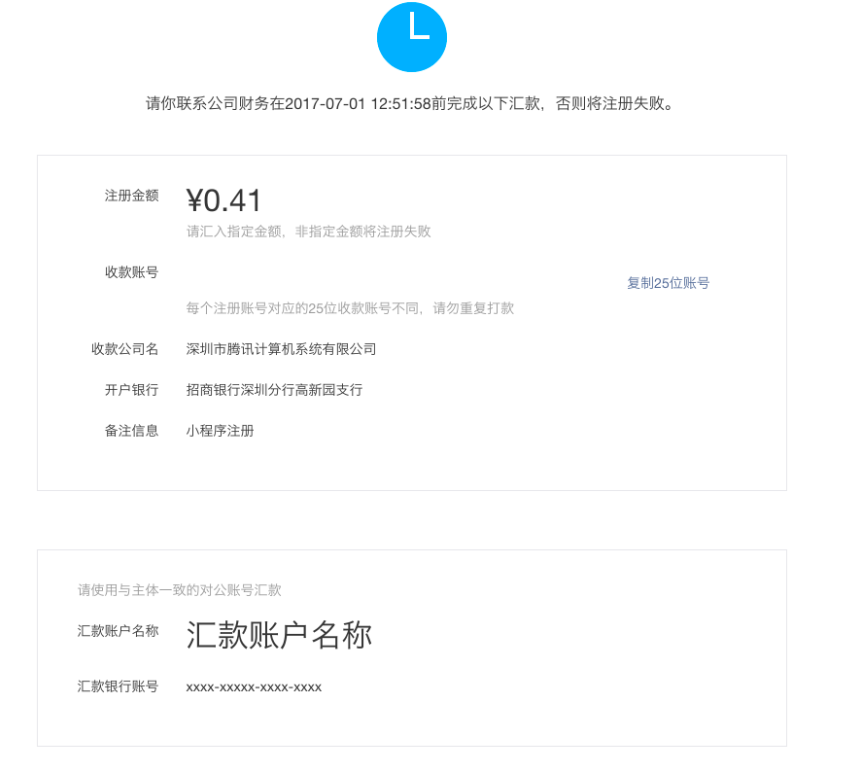 请你联系公司财务在2017-07-01 12:51:58前完成以下汇款，否则将注册失败。
注册金额 ¥0.41
请汇入指定金额，非指定金额将注册失败
收款账号
复制25位账号
每个注册账号对应的25位收款账号不同，请勿重复打款
收款公司名 深圳市腾讯计算机系统有限公司
开户银行 招商银行深圳分行高新园支行
备注信息 小程序注册
请使用与主体一致的对公账号汇款
汇款账户名称 汇款账户名称
汇款银行账号 xxxx-xxxxx-xxxx-xxxx